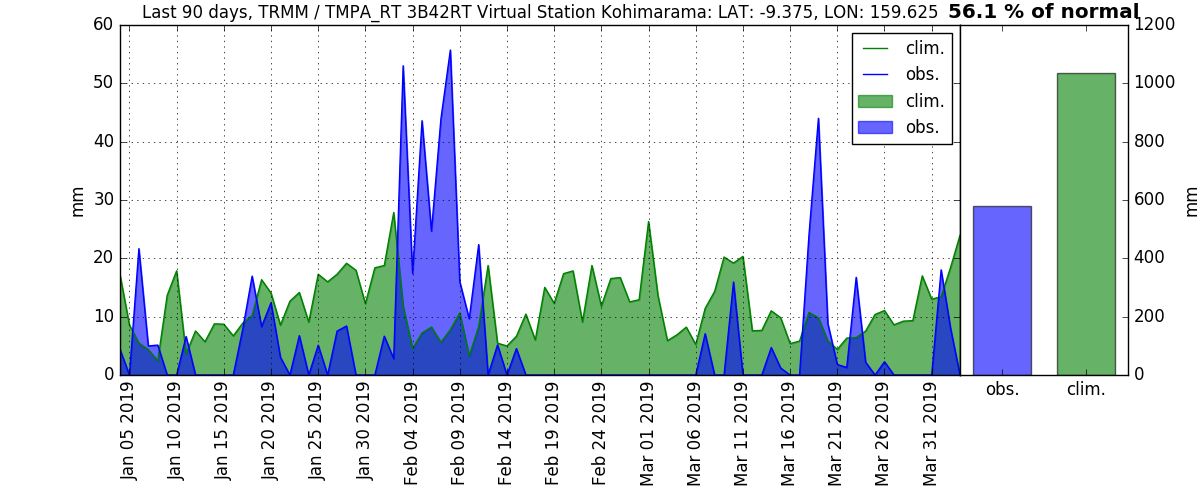 Last 90 days, TRMM / TMPA_RT 3B42RT Virtual Station Kohimarama: LAT: -9.375, LON: 159.625
56.1 % of normal
60
50
40
30
20
10
0
mm
clim.
obs.
clim.
obs.
1200
1000
800
600
400
200
0
mm
Jan 05 2019
Jan 10 2019
Jan 15 2019
Jan 20 2019
Jan 25 2019
Jan 30 2019
Feb 04 2019
Feb 09 2019
Feb 14 2019
Feb 19 2019
Feb 24 2019
Mar 01 2019
Mar 06 2019
Mar 11 2019
Mar 16 2019
Mar 21 2019
Mar 26 2019
Mar 31 2019
obs.
clim.